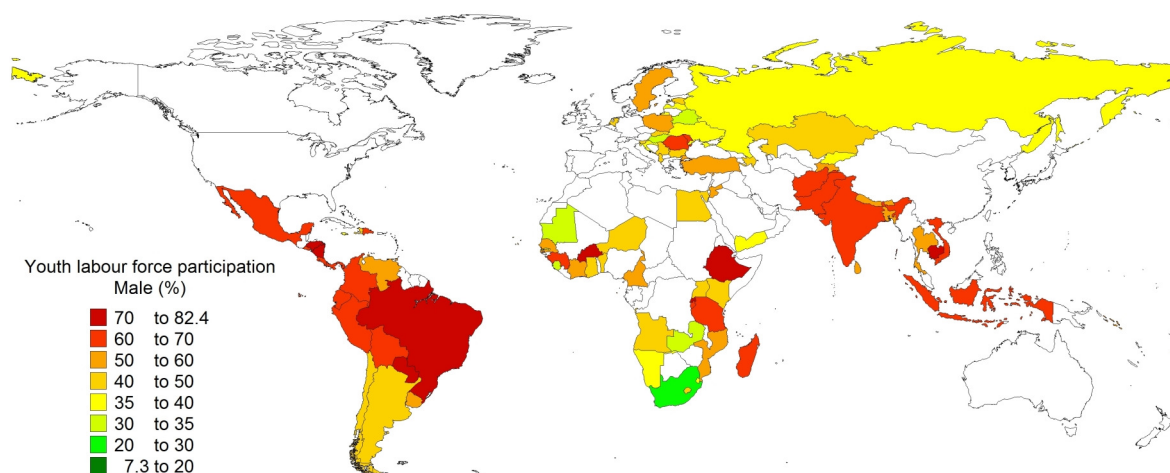 Youth labour force participation
Male (%)
70 to 82.4
60 to 70
50 to 60
40 to 50
35 to 40
30 to 35
20 to 30
7.3 to 20